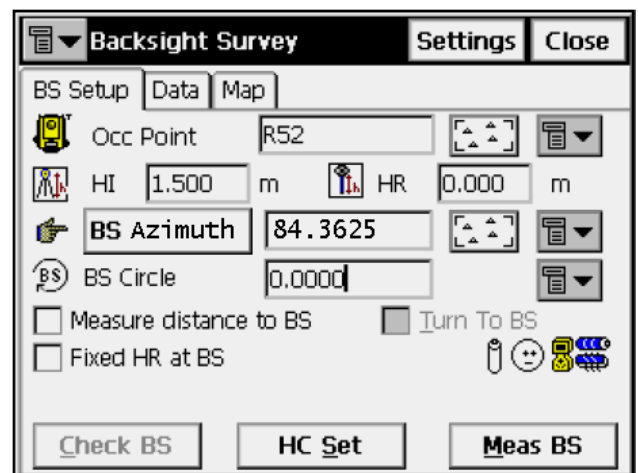 Backsight Survey Settings Close
BS Setup Data Map
Occ Point R52
HI 1.500 m HR 0.000 m
BS Azimuth 84.3625
BS BS Circle 0.0000
Measure distance to BS Turn To BS
Fixed HR at BS
Check BS HC Set Meas BS